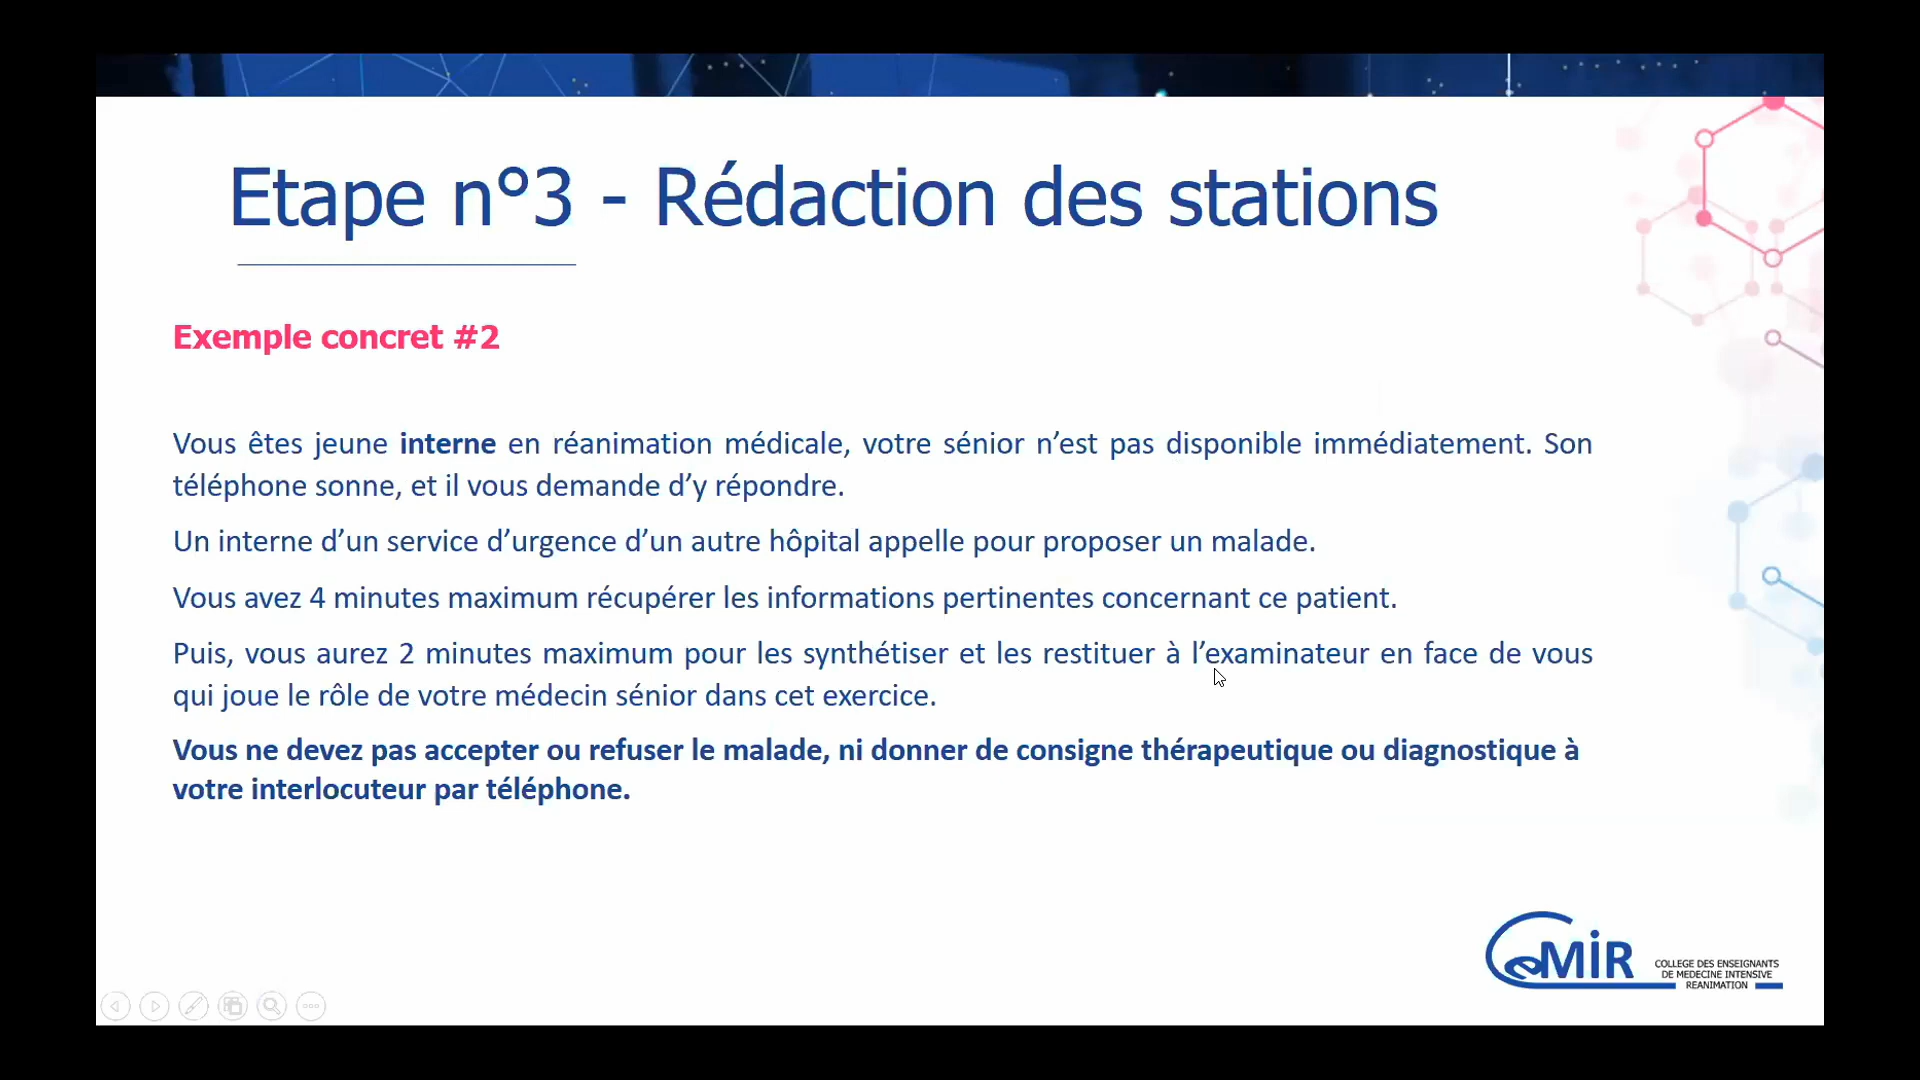 Etape n°3 - Rédaction des stations
Exemple concret #2
Vous êtes jeune interne en réanimation médicale, votre sénior n’est pas disponible immédiatement. Son
téléphone sonne, et il vous demande d’y répondre.
Un interne d’un service d’urgence d’un autre hôpital appelle pour proposer un malade.
Vous avez 4 minutes maximum récupérer les informations pertinentes concernant ce patient.
Puis, vous aurez 2 minutes maximum pour les synthétiser et les restituer à l’examinateur en face de vous
qui joue le rôle de votre médecin sénior dans cet exercice.
Vous ne devez pas accepter ou refuser le malade, ni donner de consigne thérapeutique ou diagnostique à
votre interlocuteur par téléphone.
CeMIR
COLLEGE DES ENSEIGNANTS
DE MEDECINE INTENSIVE
REANIMATION